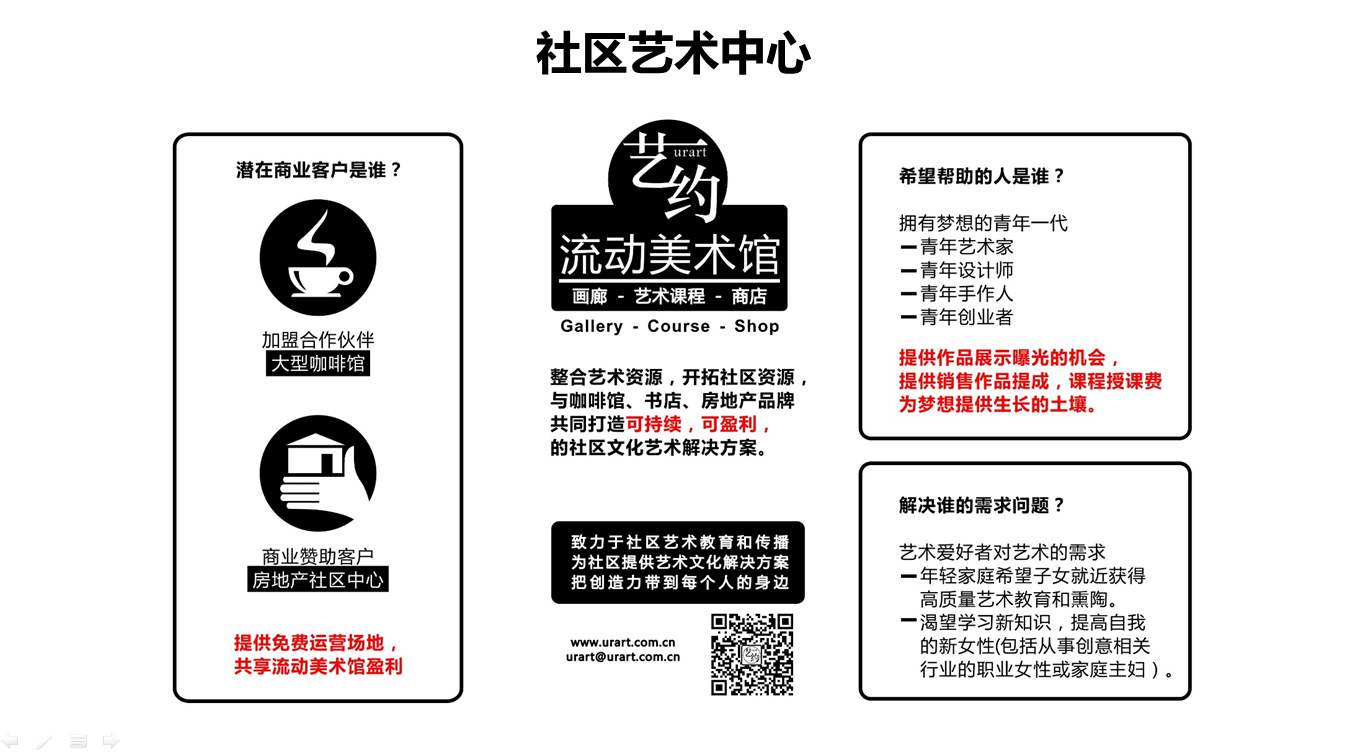 社区艺术中心
潜在商业客户是谁？
加盟合作伙伴
大型咖啡馆
商业赞助客户
房地产社区中心
提供免费运营场地，
共享流动美术馆盈利
艺约
urart
流动美术馆
画廊 - 艺术课程 - 商店
Gallery - Course - Shop
整合艺术资源，开拓社区资源，
与咖啡馆、书店、房地产品牌
共同打造可持续，可盈利，
的社区文化艺术解决方案。
致力于社区艺术教育和传播
为社区提供艺术文化解决方案
把创造力带到每个人的身边
www.urart.com.cn
urart@urart.com.cn
艺约
希望帮助的人是谁？
拥有梦想的青年一代
—青年艺术家
—青年设计师
—青年手作人
—青年创业者
提供作品展示曝光的机会，
提供销售作品提成，课程授课费
为梦想提供生长的土壤。
解决谁的需求问题？
艺术爱好者对艺术的需求
—年轻家庭希望子女就近获得
高质量艺术教育和熏陶。
—渴望学习新知识，提高自我
的新女性(包括从事创意相关
行业的职业女性或家庭主妇）。